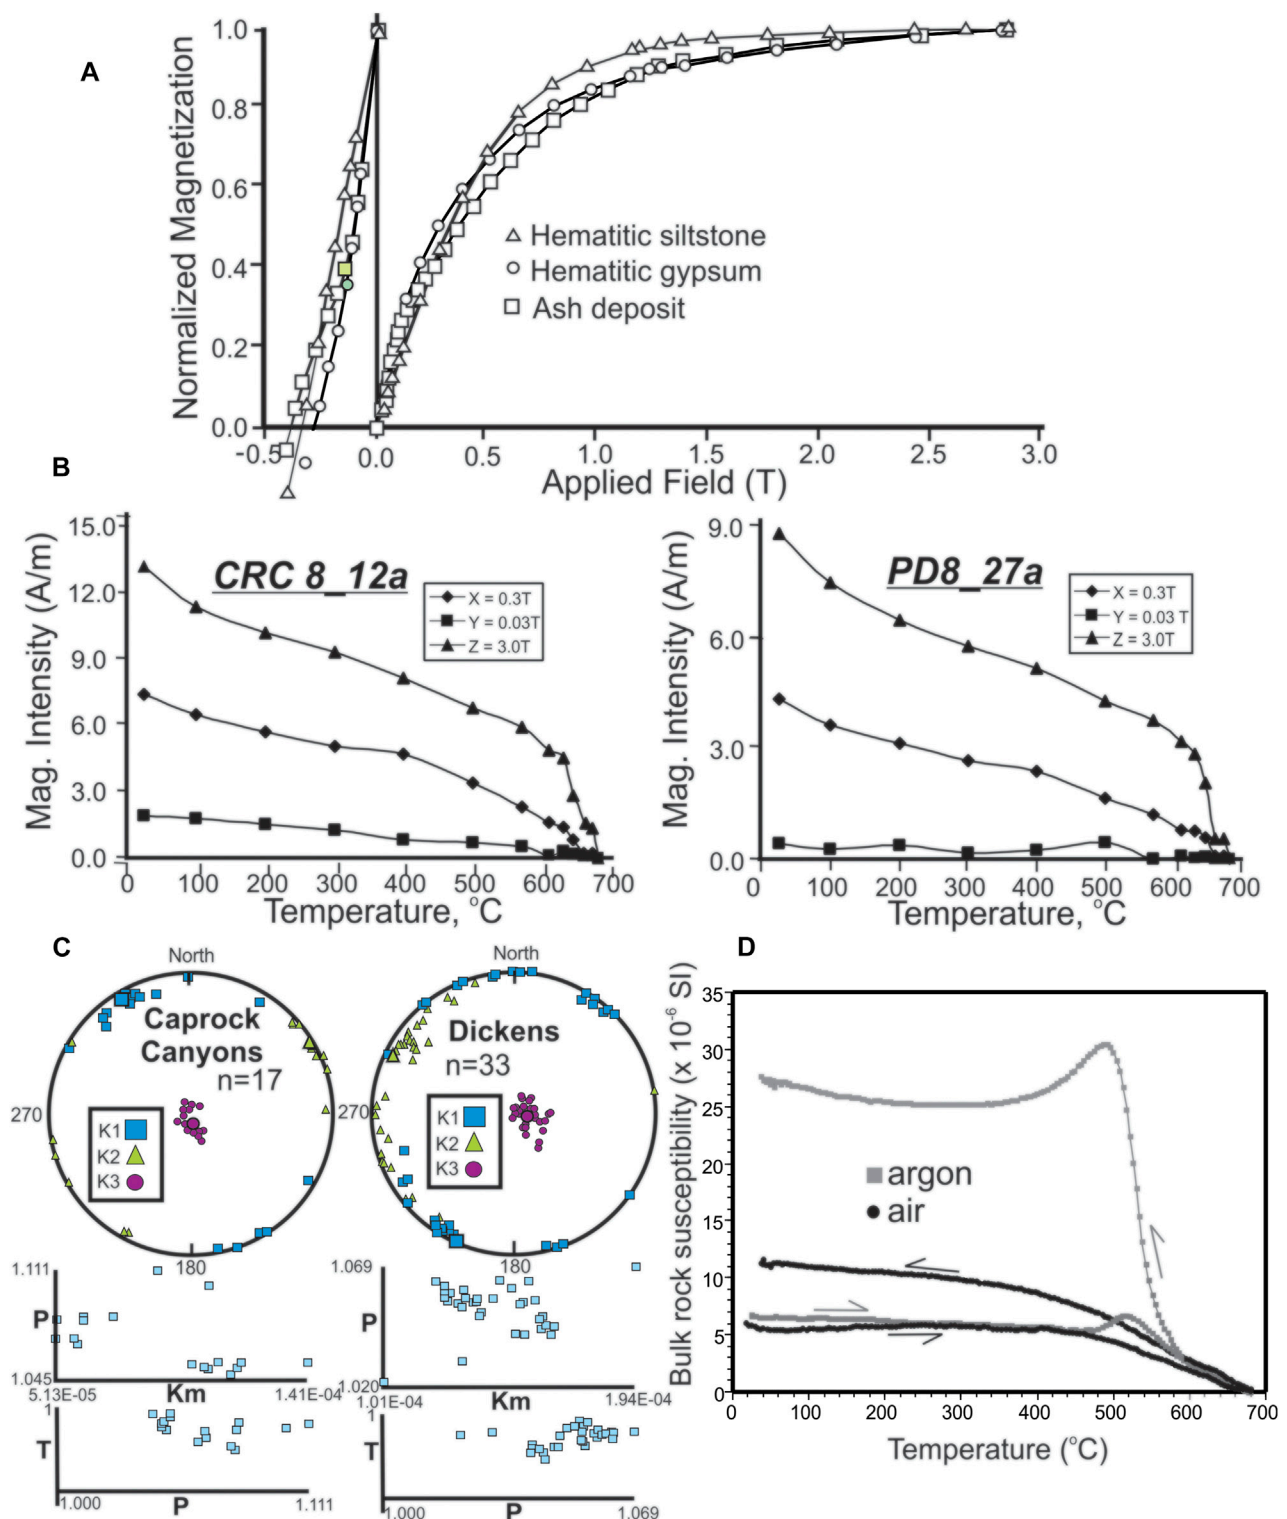 A
Normalized Magnetization
1.0
0.8
0.6
0.4
0.2
0.0
-0.5
0.0
0.5
1.0
1.5
2.0
2.5
3.0
Applied Field (T)
Hematitic siltstone
Hematitic gypsum
Ash deposit
B
Mag. Intensity (A/m)
15.0
12.0
9.0
6.0
3.0
0.0
CRC 8_12a
X = 0.3T
Y = 0.03T
Z = 3.0T
0 100 200 300 400 500 600 700
Temperature, °C
Mag. Intensity (A/m)
9.0
6.0
3.0
0.0
PD8_27a
X = 0.3T
Y = 0.03 T
Z = 3.0T
0 100 200 300 400 500 600 700
Temperature, °C
C
North
Caprock
Canyons
n=17
270
K1
K2
K3
180
North
Dickens
n=33
270
K1
K2
K3
180
1.111
P
1.045
5.13E-05
Km
1.41E-04
1
T
1.000
P
1.111
1.069
P
1.020
1.01E-04
Km
1.94E-04
1
T
1.000
P
1.069
D
Bulk rock susceptibility (x 10-6 SI)
35
30
25
20
15
10
5
0
argon
air
0 100 200 300 400 500 600 700
Temperature (°C)